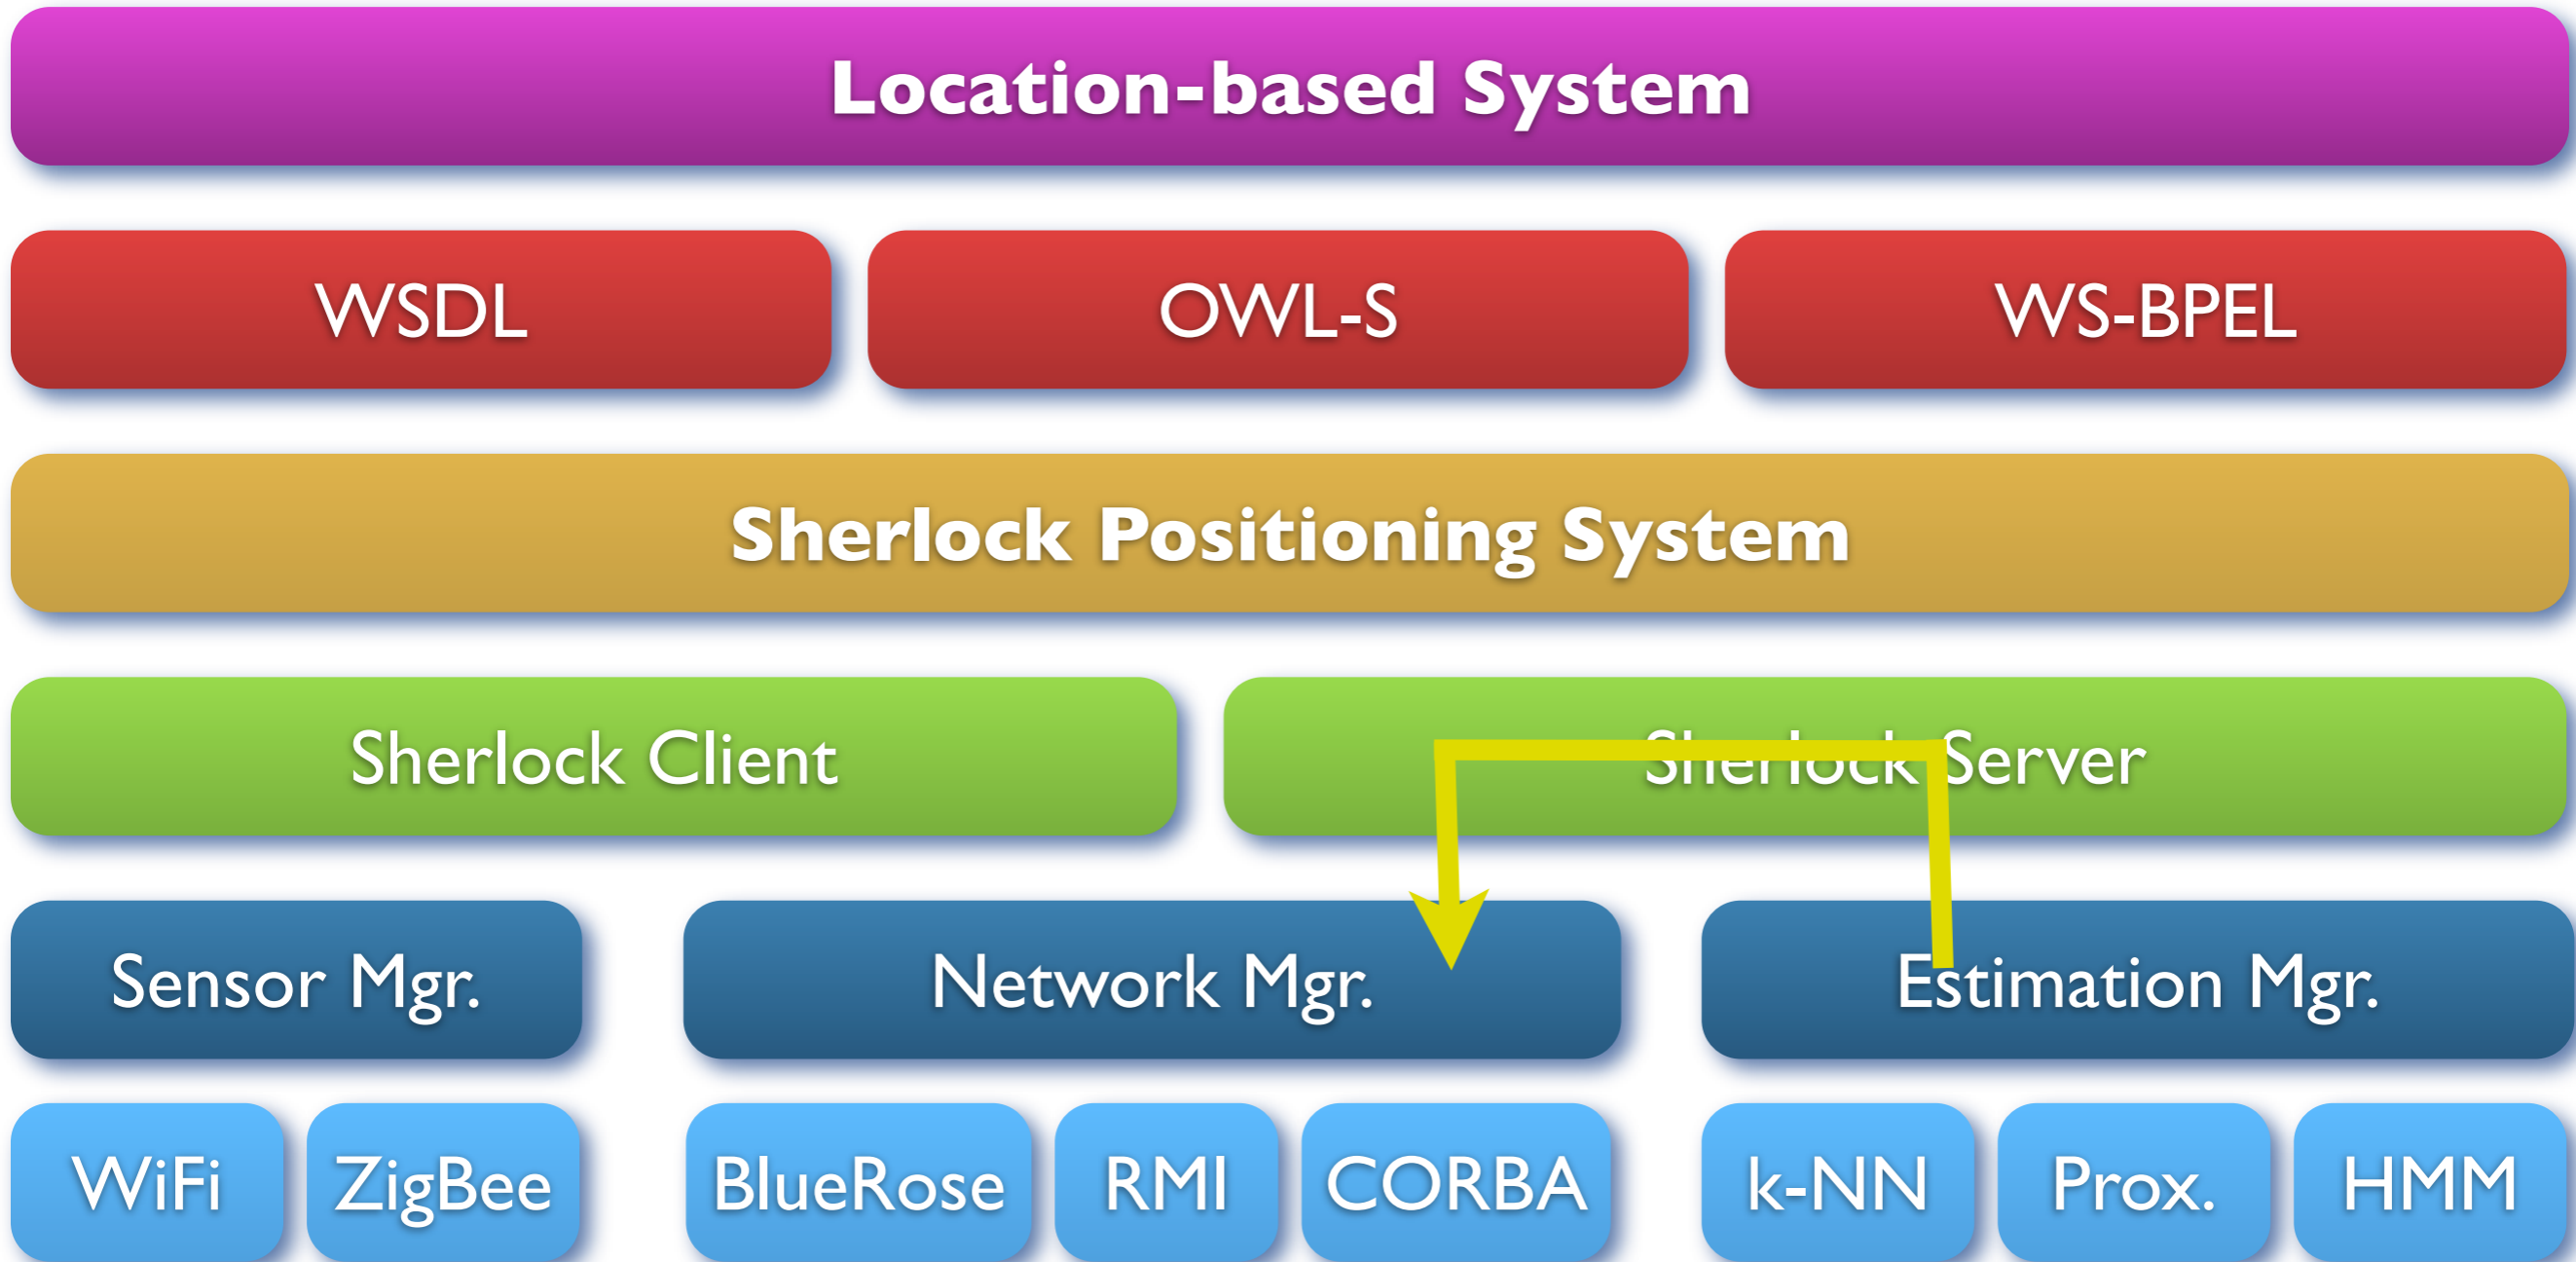 Location-based System
WSDL
OWL-S
WS-BPEL
Sherlock Positioning System
Sherlock Client
Sherlock Server
Sensor Mgr.
Network Mgr.
Estimation Mgr.
WiFi
ZigBee
BlueRose
RMI
CORBA
k-NN
Prox.
HMM